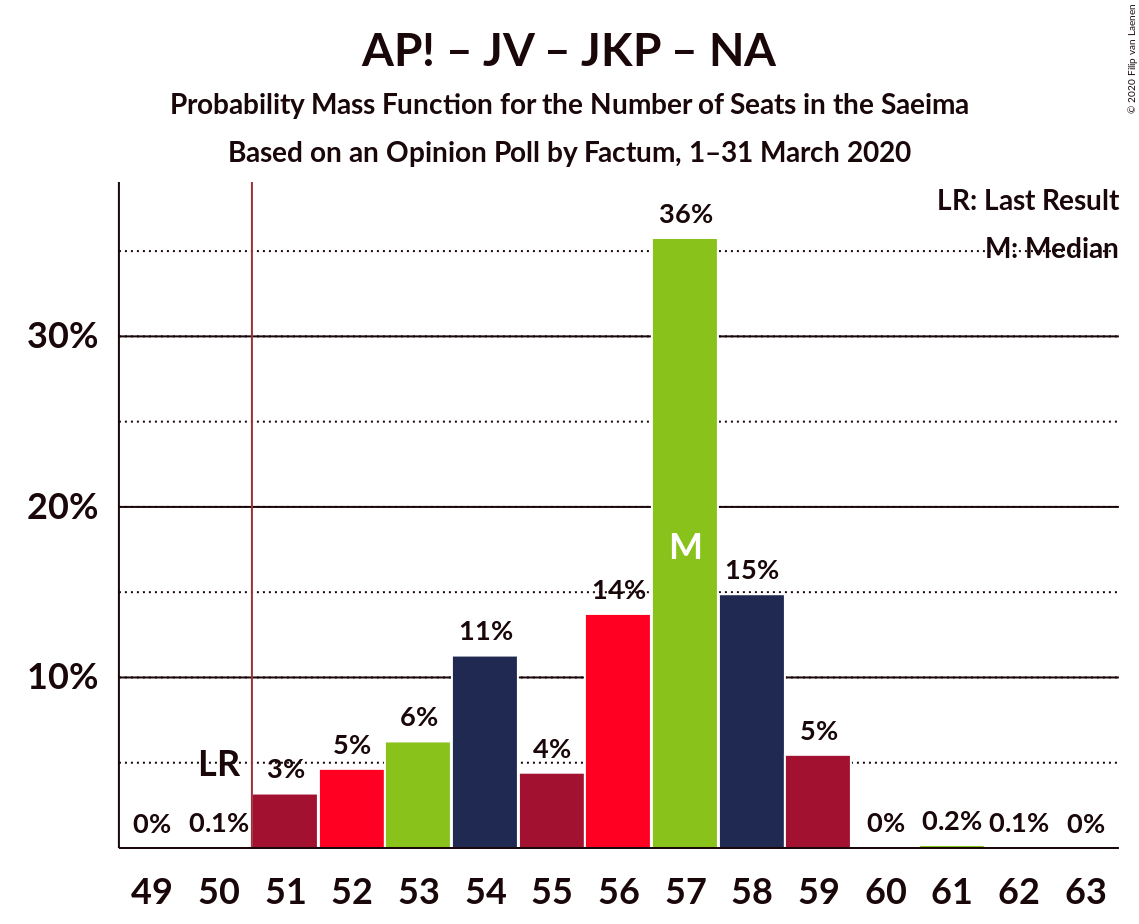 AP! – JV – JKP – NA
Probability Mass Function for the Number of Seats in the Saeima
Based on an Opinion Poll by Factum, 1–31 March 2020
© 2020 Filip van Laenen
LR: Last Result
M: Median
36%
30%
20%
M
15%
14%
11%
10%
6%
5%
4%
5%
LR
3%
0%
0.1%
0%
0.2%
0.1%
0%
49 50 51 52 53 54 55 56 57 58 59 60 61 62 63